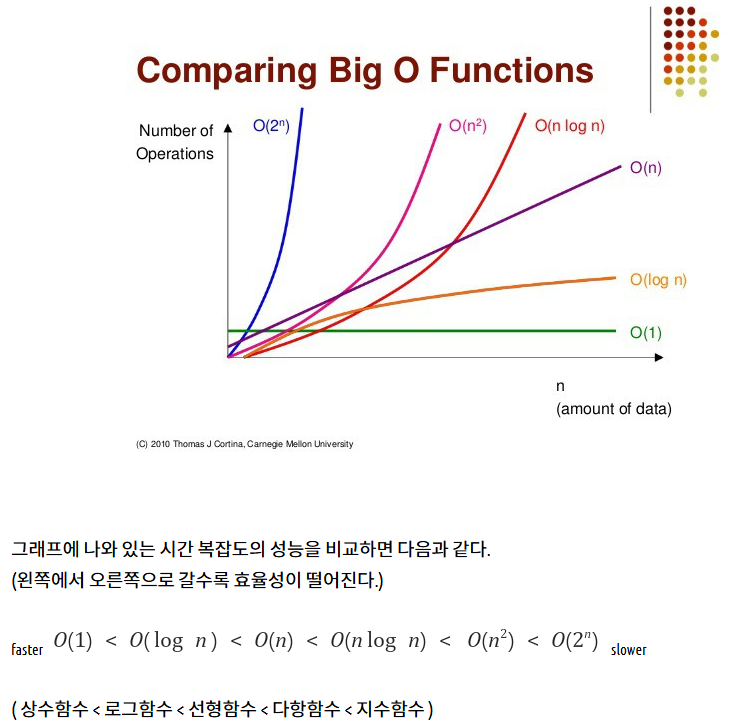 Comparing Big O Functions
Number of
Operations
O(2ⁿ)
O(n²)
O(n log n)
O(n)
O(log n)
O(1)
n
(amount of data)
(C) 2010 Thomas J Cortina, Carnegie Mellon University
그래프에 나와 있는 시간 복잡도의 성능을 비교하면 다음과 같다.
(왼쪽에서 오른쪽으로 갈수록 효율성이 떨어진다.)
faster O(1) < O( log n ) < O(n) < O(n log n) < O(n²) < O(2ⁿ) slower
( 상수함수 < 로그함수 < 선형함수 < 다항함수 < 지수함수 )